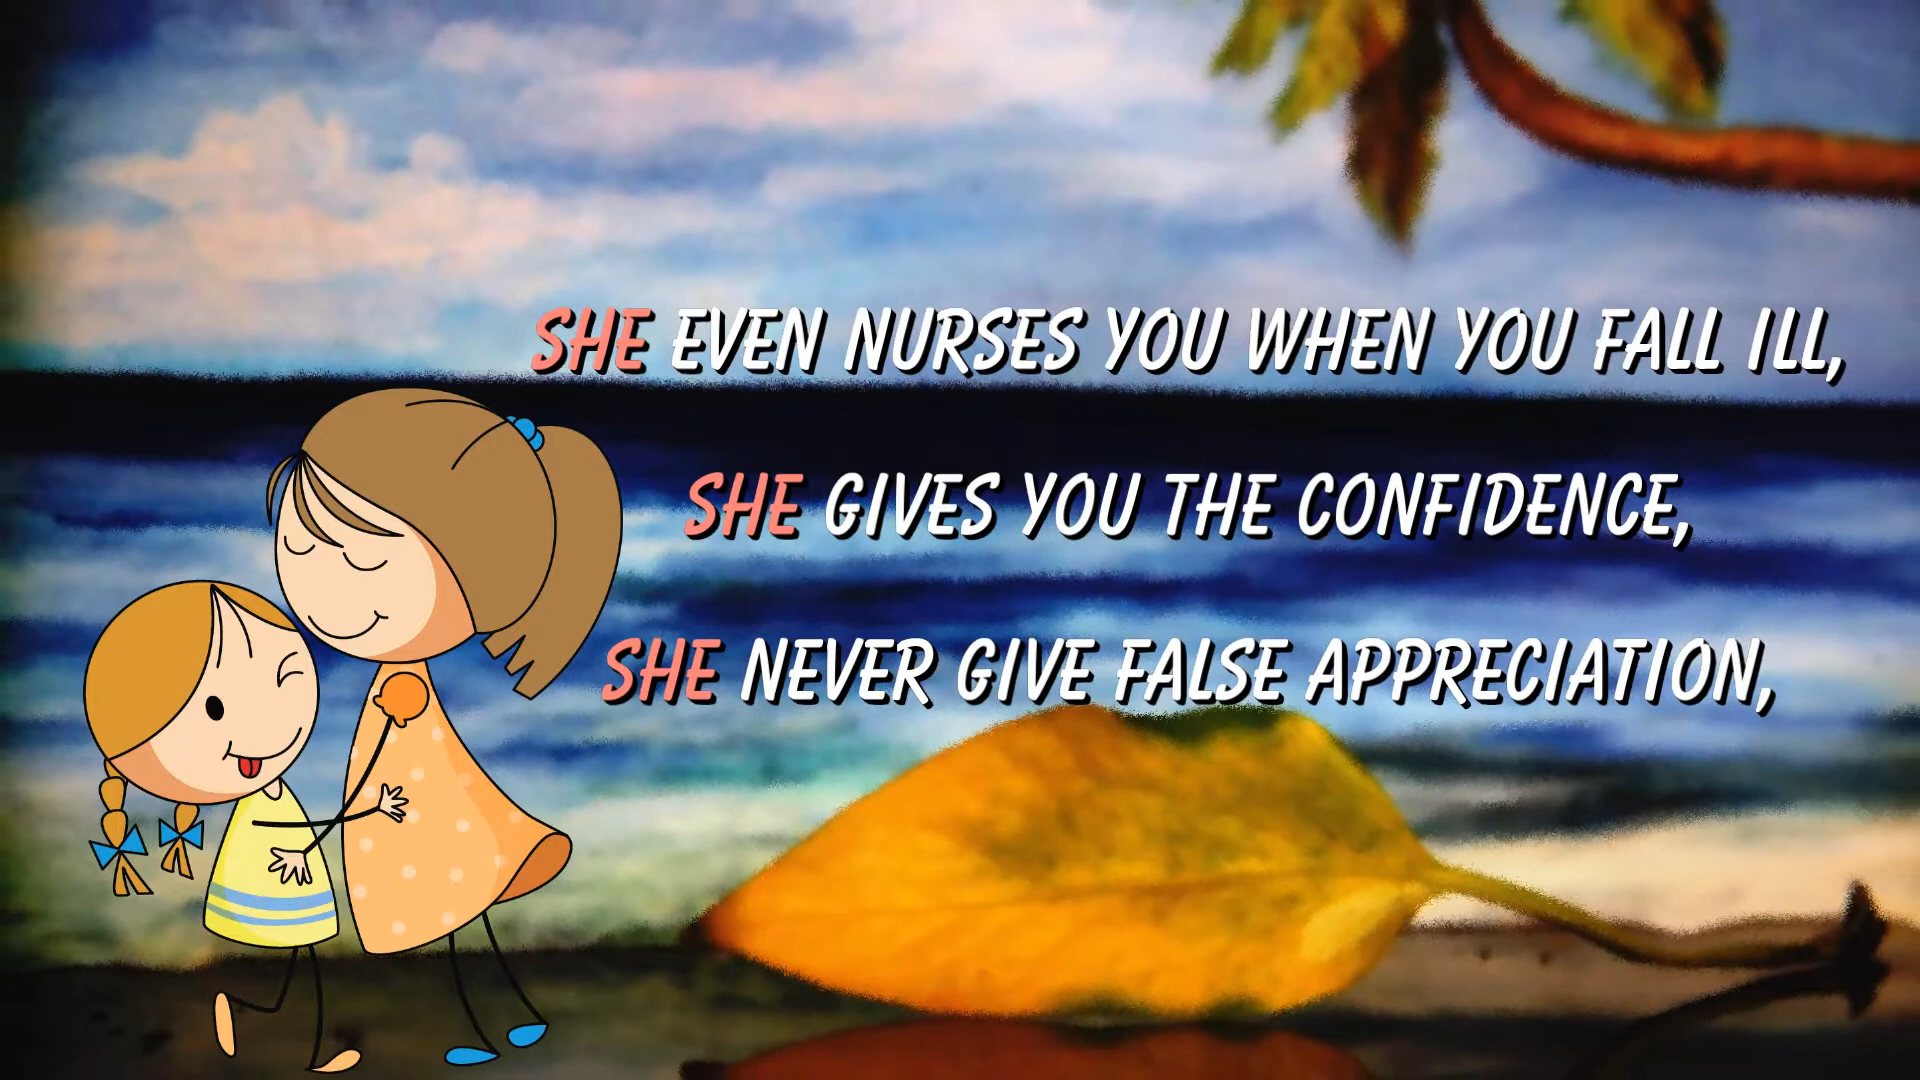 SHE EVEN NURSES YOU WHEN YOU FALL ILL,
SHE GIVES YOU THE CONFIDENCE,
SHE NEVER GIVE FALSE APPRECIATION,